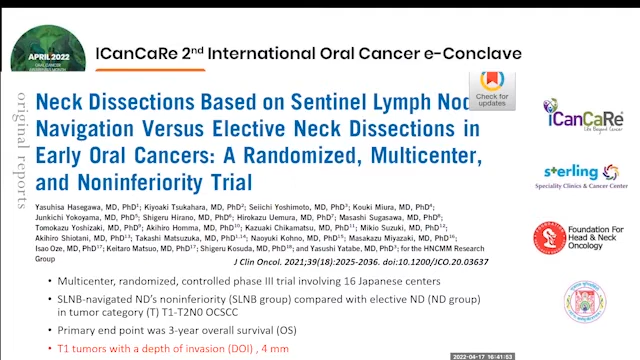 APRIL 2022
ICanCaRe 2nd International Oral Cancer e-Conclave
original reports
Neck Dissections Based on Sentinel Lymph Nod
Navigation Versus Elective Neck Dissections in
Early Oral Cancers: A Randomized, Multicenter,
and Noninferiority Trial
Check for
updates
iCanCaRe
Life Beyond Cancer
sterling
Speciality Clinics & Cancer Center
Foundation For
Head & Neck
Oncology
Yasuhisa Hasegawa, MD, PhD1; Kiyoaki Tsukahara, MD, PhD2; Seiichi Yoshimoto, MD, PhD3; Kouki Miura, MD, PhD4;
Junkichi Yokoyama, MD, PhD5; Shigeru Hirano, MD, PhD6; Hirokazu Uemura, MD, PhD7; Masashi Sugasawa, MD, PhD8;
Tomokazu Yoshizaki, MD, PhD9; Akihiro Homma, MD, PhD10; Kazuaki Chikamatsu, MD, PhD11; Mikio Suzuki, MD, PhD12;
Akihiro Shiotani, MD, PhD13; Takashi Matsuzuka, MD, PhD1,14; Naoyuki Kohno, MD, PhD15; Masakazu Miyazaki, MD, PhD16;
Isao Oze, MD, PhD17; Keitaro Matsuo, MD, PhD17; Shigeru Kosuda, MD, PhD18; and Yasushi Yatabe, MD, PhD3; for the HNCMM Research
Group
J Clin Oncol. 2021;39(18):2025-2036. doi:10.1200/JCO.20.03637
• Multicenter, randomized, controlled phase III trial involving 16 Japanese centers
• SLNB-navigated ND's noninferiority (SLNB group) compared with elective ND (ND group)
in tumor category (T) T1-T2N0 OCSCC
• Primary end point was 3-year overall survival (OS)
• T1 tumors with a depth of invasion (DOI) , 4 mm
2022-04-17 16:41:53